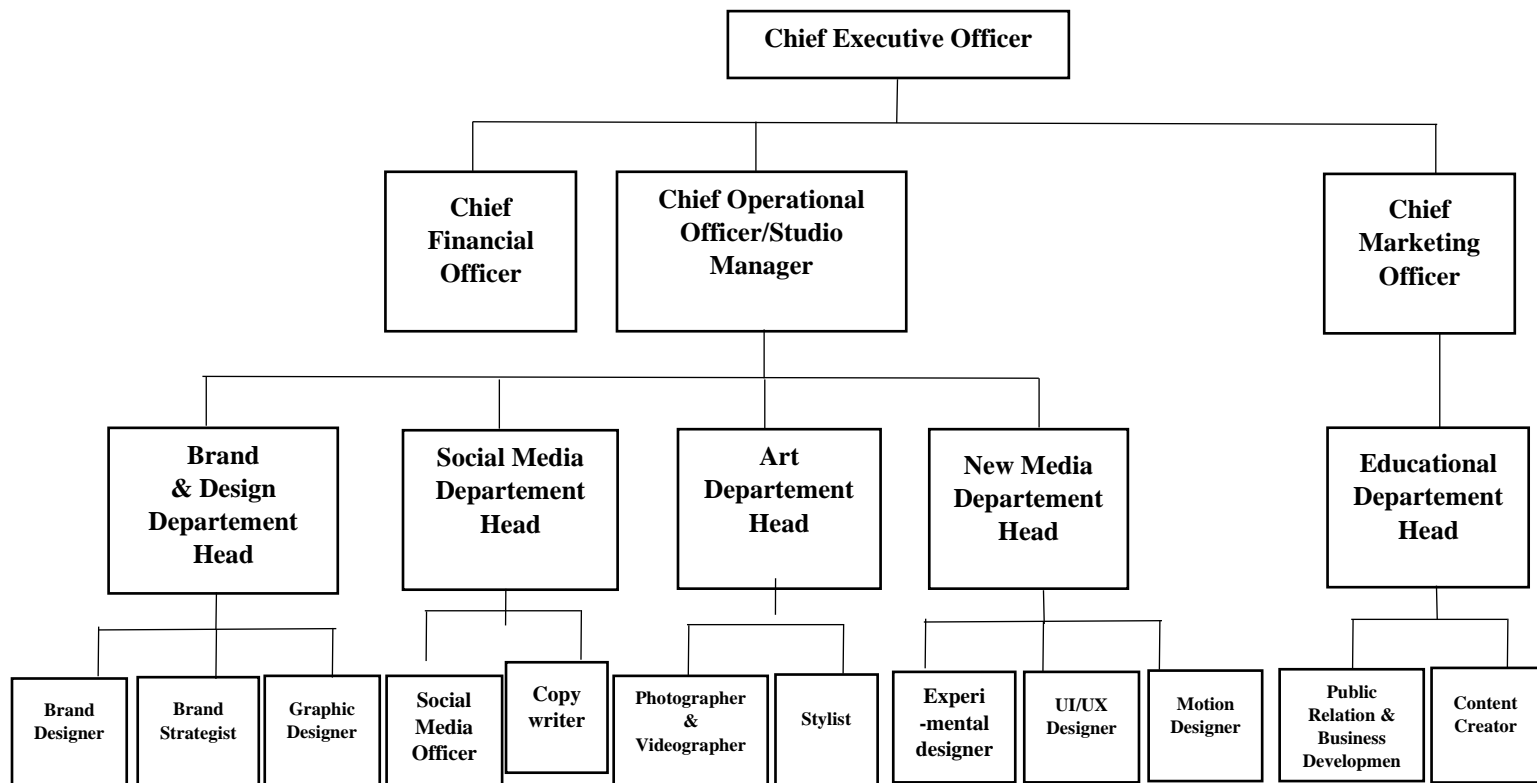 Chief Executive Officer
Chief
Financial
Officer
Chief Operational
Officer/Studio
Manager
Chief
Marketing
Officer
Brand
& Design
Departement
Head
Social Media
Departement
Head
Art
Departement
Head
New Media
Departement
Head
Educational
Departement
Head
Brand
Designer
Brand
Strategist
Graphic
Designer
Social
Media
Officer
Copy
writer
Photographer
&
Videographer
Stylist
Experi
-mental
designer
UI/UX
Designer
Motion
Designer
Public
Relation &
Business
Developmen
Content
Creator